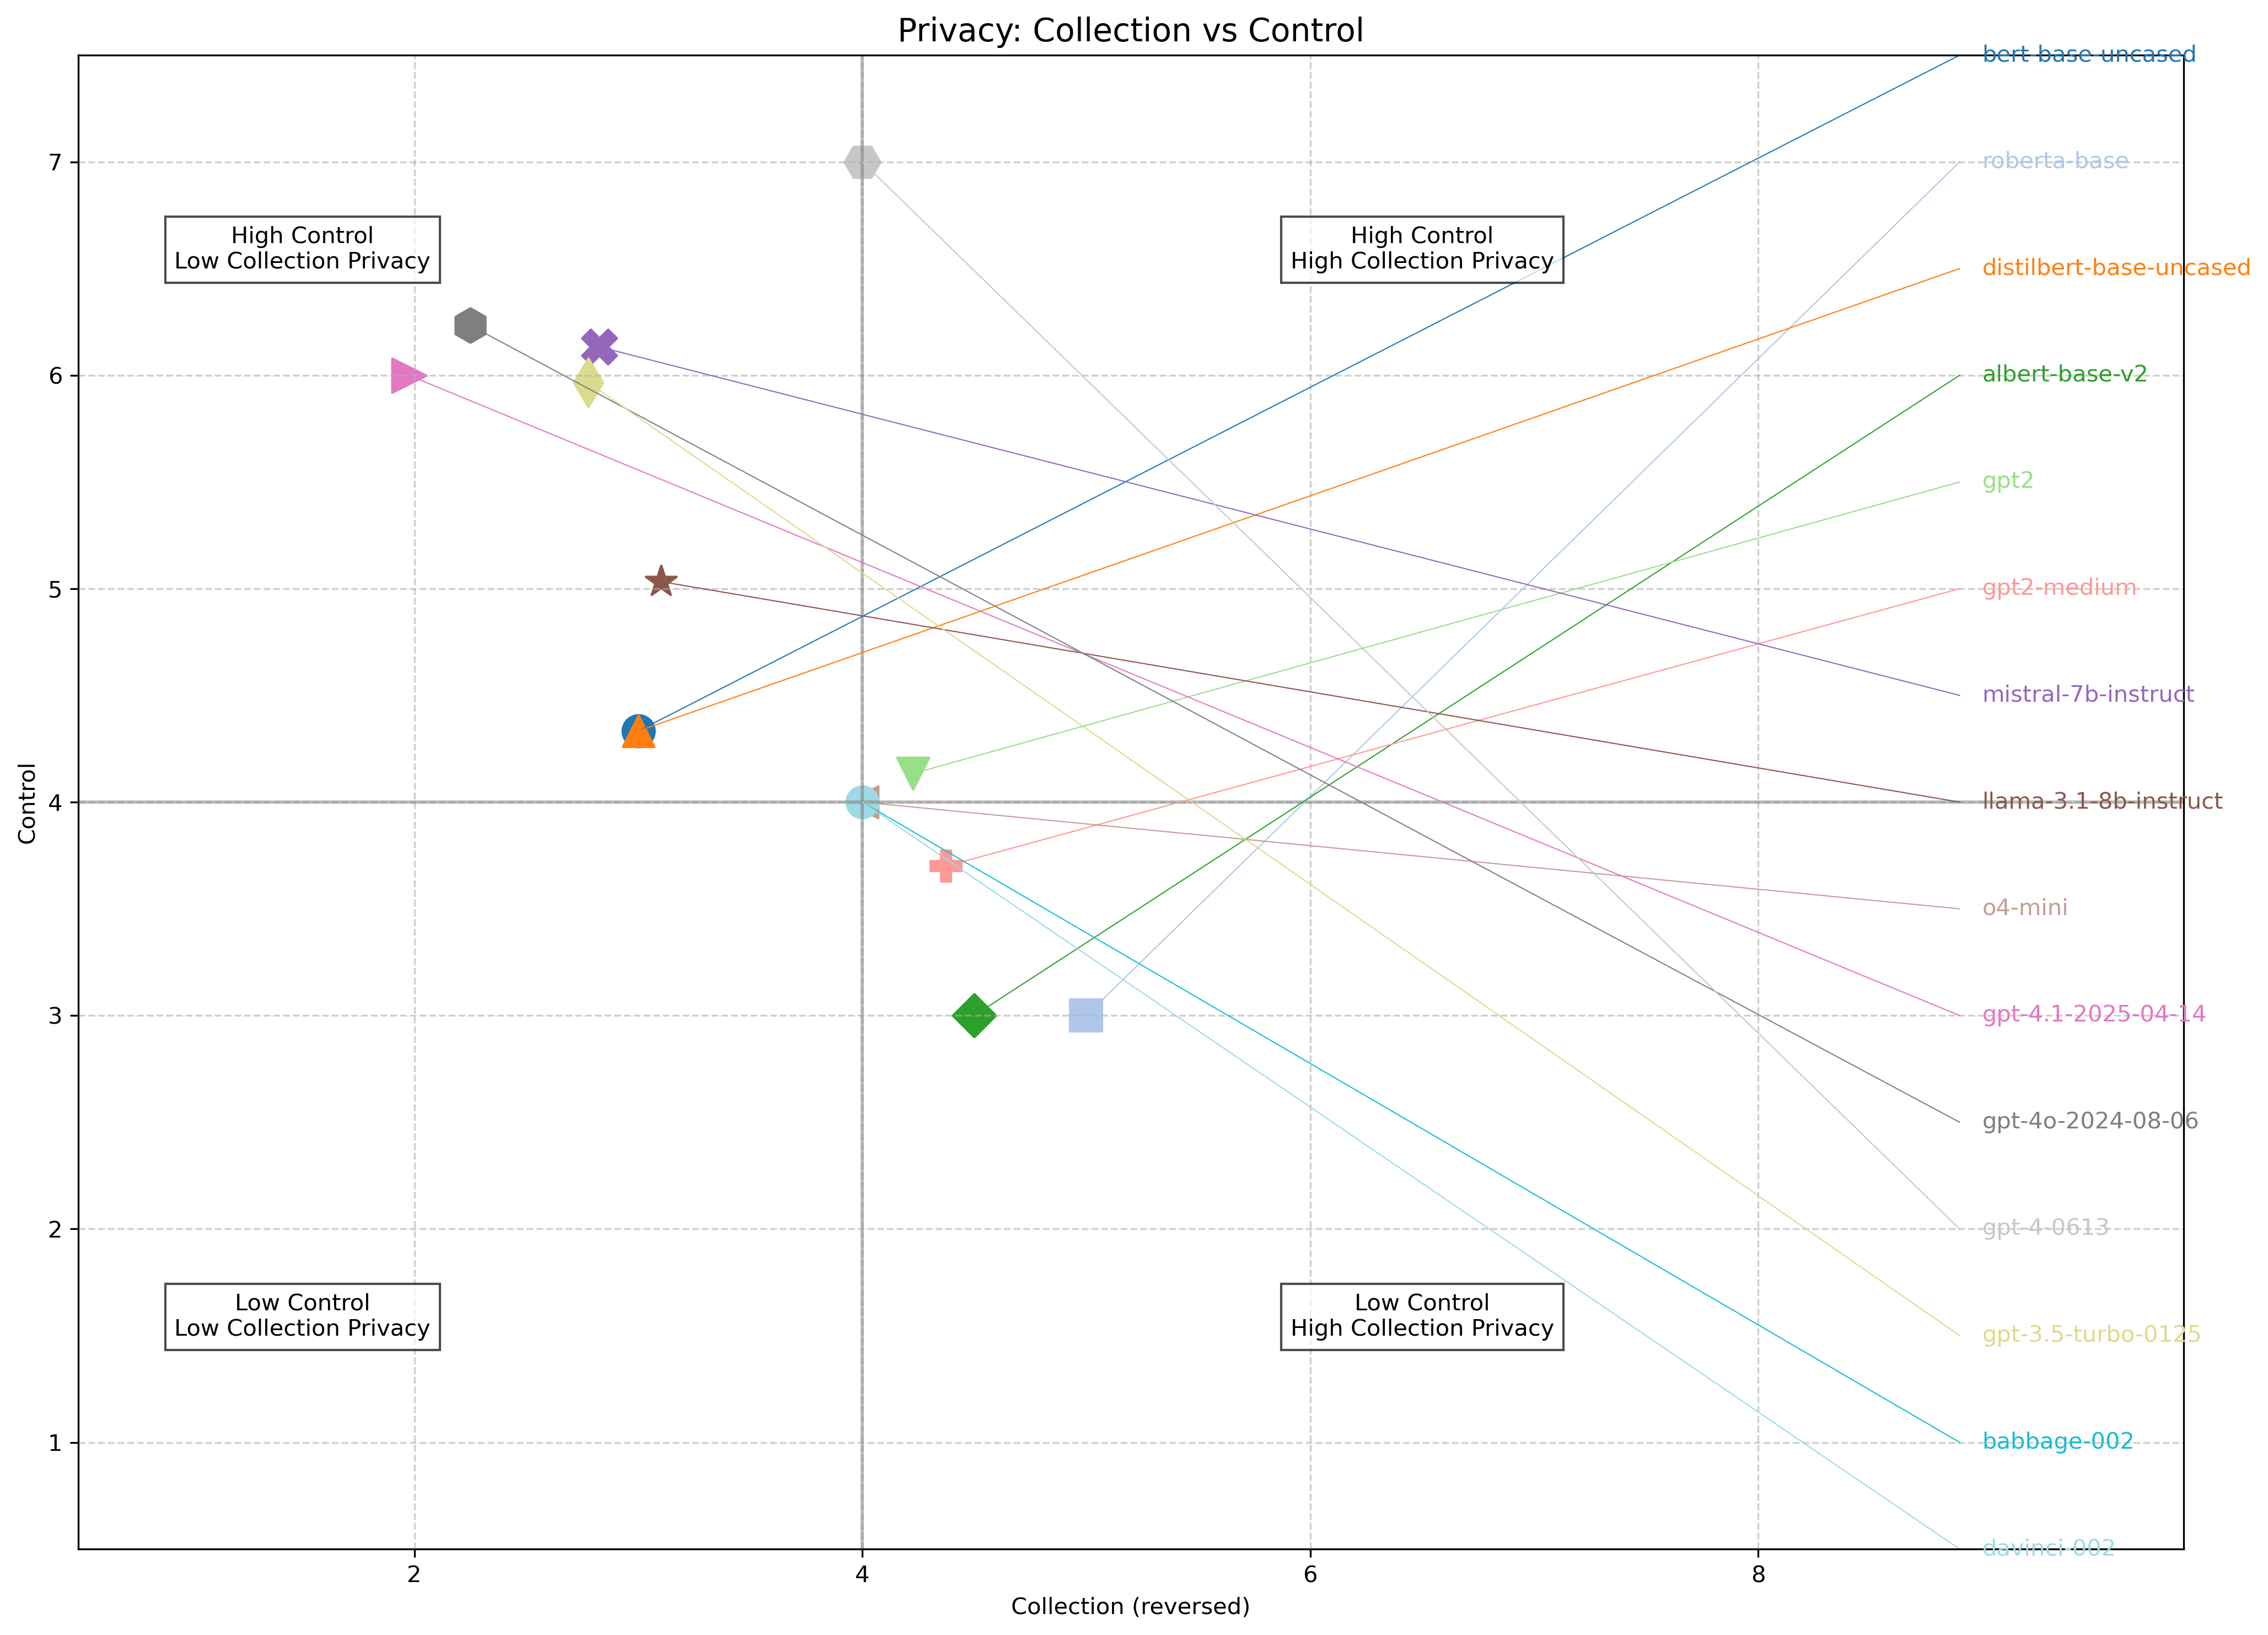 Privacy: Collection vs Control
Control
7
6
5
4
3
2
1
High Control
Low Collection Privacy
High Control
High Collection Privacy
Low Control
Low Collection Privacy
Low Control
High Collection Privacy
bert-base-uncased
roberta-base
distilbert-base-uncased
albert-base-v2
gpt2
gpt2-medium
mistral-7b-instruct
llama-3.1-8b-instruct
o4-mini
gpt-4.1-2025-04-14
gpt-4o-2024-08-06
gpt-4-0613
gpt-3.5-turbo-0125
babbage-002
davinci-002
2
4
6
8
Collection (reversed)